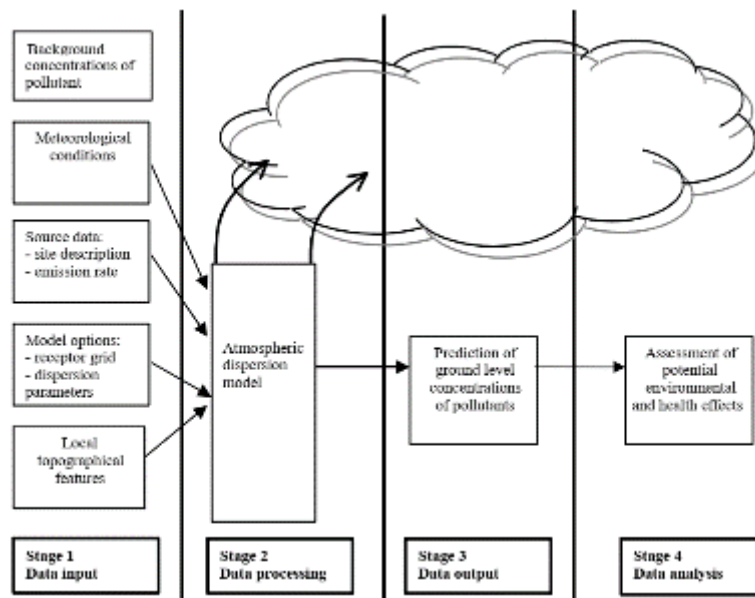 Background
concentrations of
pollutant
Meteorological
conditions
Source data:
- site description
- emission rate
Model options:
- receptor grid
- dispersion
parameters
Local
topographical
features
Atmospheric
dispersion
model
Prediction of
ground level
concentrations
of pollutants
Assessment of
potential
environmental
and health effects
Stage 1
Data input
Stage 2
Data processing
Stage 3
Data output
Stage 4
Data analysis